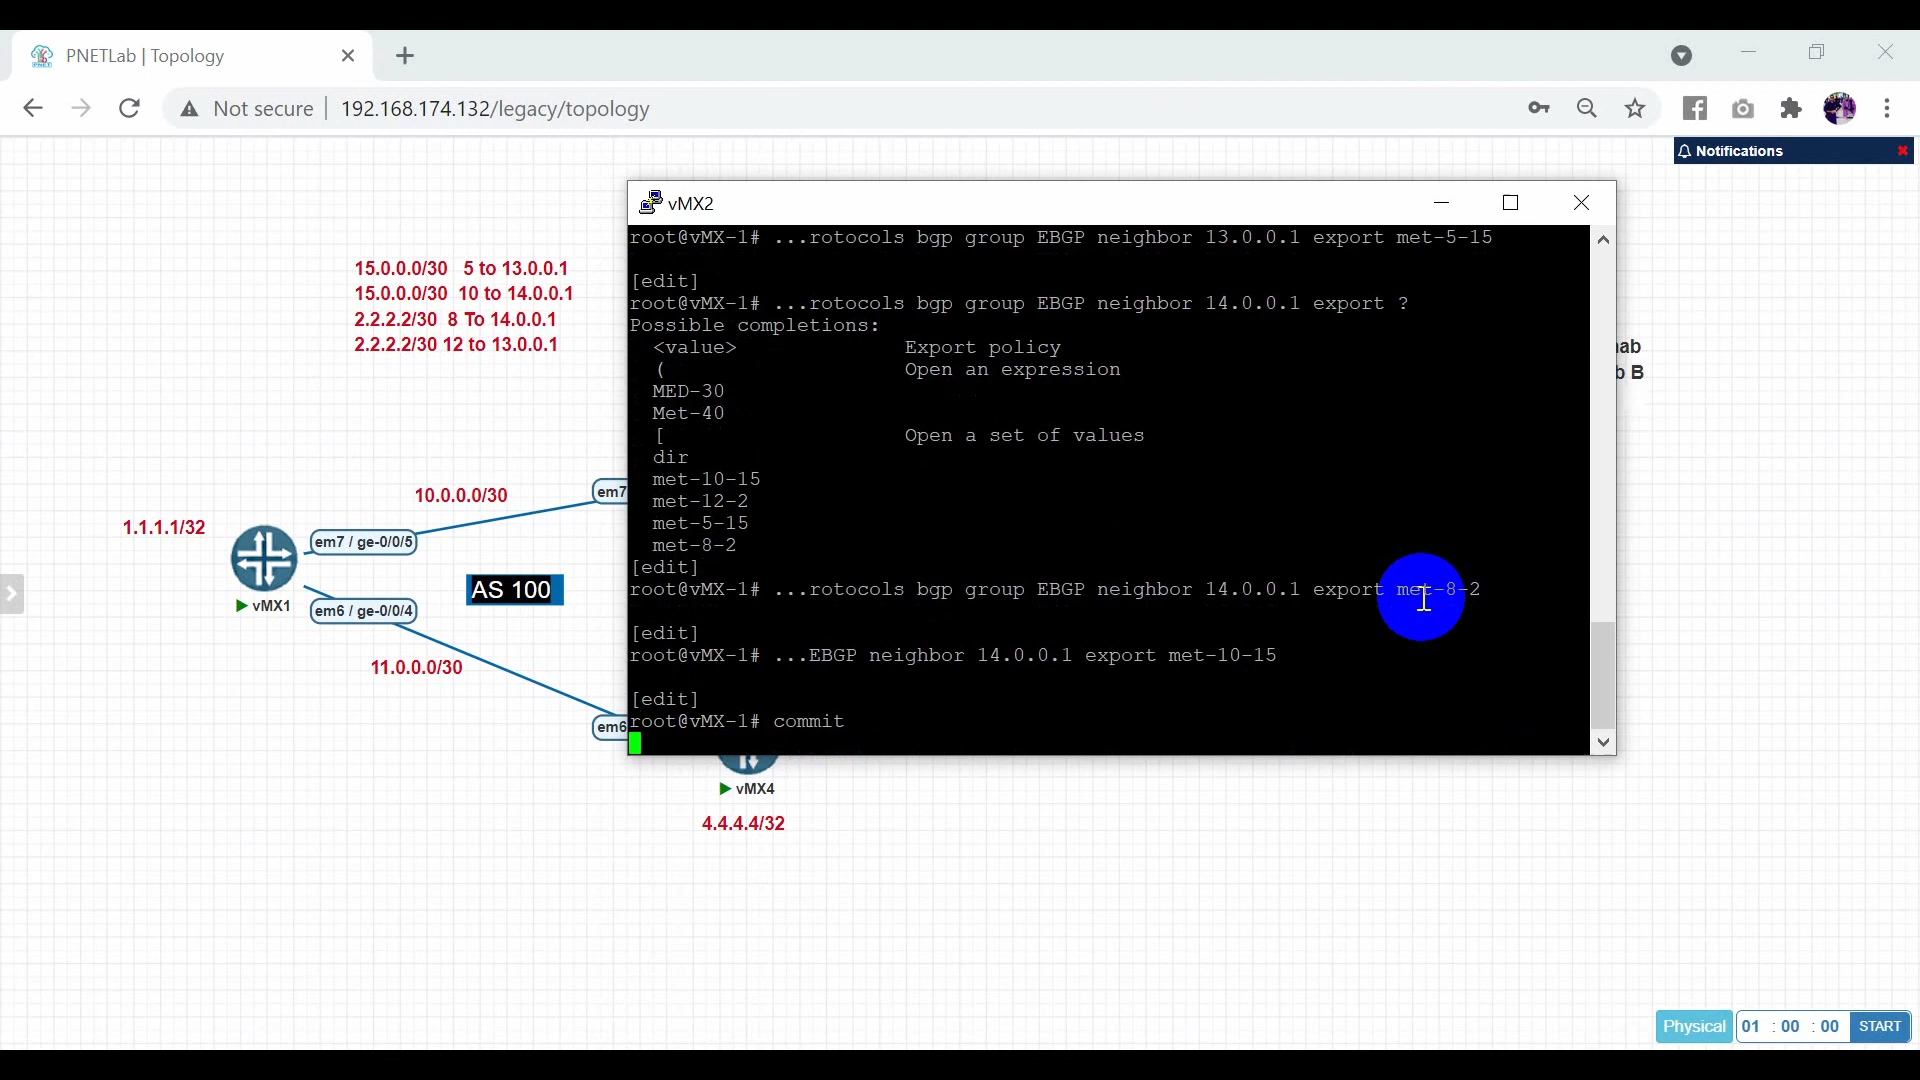 PNETLab | Topology
Not secure
192.168.174.132/legacy/topology
Notifications
15.0.0.0/30 5 to 13.0.0.1
15.0.0.0/30 10 to 14.0.0.1
2.2.2.2/30 8 To 14.0.0.1
2.2.2.2/30 12 to 13.0.0.1
vMX2
root@vMX-1# ...rotocols bgp group EBGP neighbor 13.0.0.1 export met-5-15
[edit]
root@vMX-1# ...rotocols bgp group EBGP neighbor 14.0.0.1 export ?
Possible completions:
<value> Export policy
( Open an expression
MED-30
Met-40
[ Open a set of values
dir
met-10-15
met-12-2
met-5-15
met-8-2
[edit]
root@vMX-1# ...rotocols bgp group EBGP neighbor 14.0.0.1 export met-8-2
[edit]
root@vMX-1# ...EBGP neighbor 14.0.0.1 export met-10-15
[edit]
root@vMX-1# commit
ab
B
10.0.0.0/30
em7
1.1.1.1/32
em7 / ge-0/0/5
AS 100
vMX1
em6 / ge-0/0/4
11.0.0.0/30
em6
vMX4
4.4.4.4/32
Physical
01 : 00 : 00
START